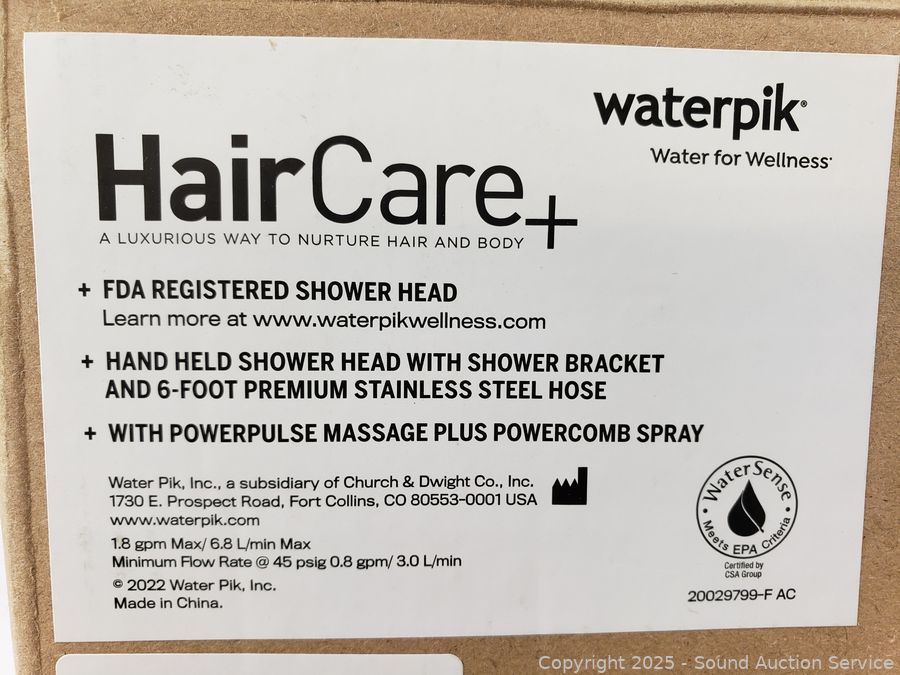 waterpik®
Water for Wellness·
HairCare+
A LUXURIOUS WAY TO NURTURE HAIR AND BODY
+ FDA REGISTERED SHOWER HEAD
Learn more at www.waterpikwellness.com
+ HAND HELD SHOWER HEAD WITH SHOWER BRACKET
AND 6-FOOT PREMIUM STAINLESS STEEL HOSE
+ WITH POWERPULSE MASSAGE PLUS POWERCOMB SPRAY
Water Pik, Inc., a subsidiary of Church & Dwight Co., Inc.
1730 E. Prospect Road, Fort Collins, CO 80553-0001 USA
www.waterpik.com
1.8 gpm Max/ 6.8 L/min Max
Minimum Flow Rate @ 45 psig 0.8 gpm/ 3.0 L/min
© 2022 Water Pik, Inc.
Made in China.
WaterSense
• Meets EPA Criteria •
Certified by
CSA Group
20029799-F AC
Copyright 2025 - Sound Auction Service